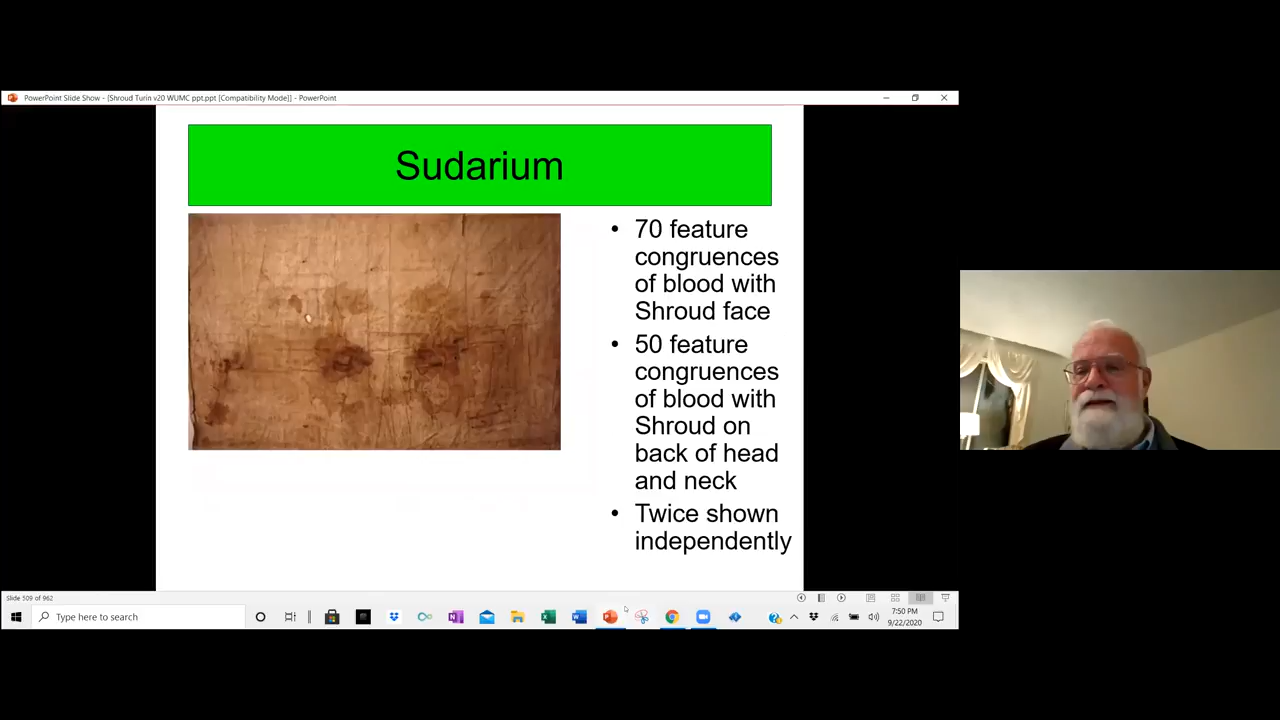 PowerPoint Slide Show - [Shroud Turin v20 WUMC ppt.ppt [Compatibility Mode]] - PowerPoint
Sudarium
• 70 feature
congruences
of blood with
Shroud face
• 50 feature
congruences
of blood with
Shroud on
back of head
and neck
• Twice shown
independently
Slide 509 of 962
Type here to search
7:50 PM
9/22/2020